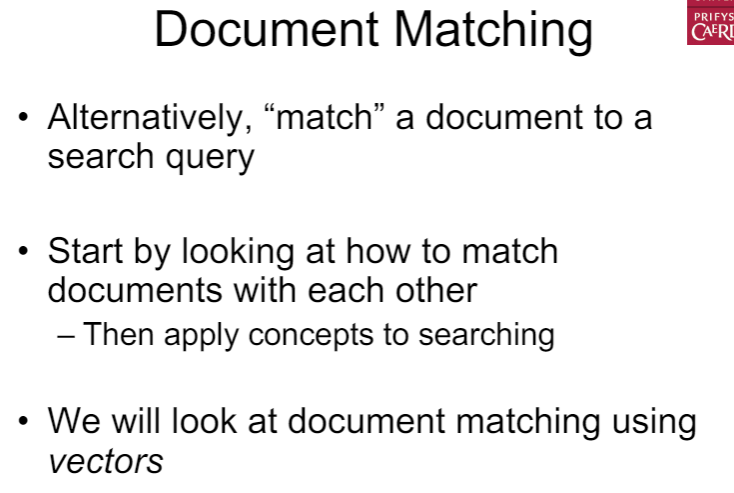 Document Matching
PRIFYS
• Alternatively, “match” a document to a
search query
• Start by looking at how to match
documents with each other
– Then apply concepts to searching
• We will look at document matching using
vectors